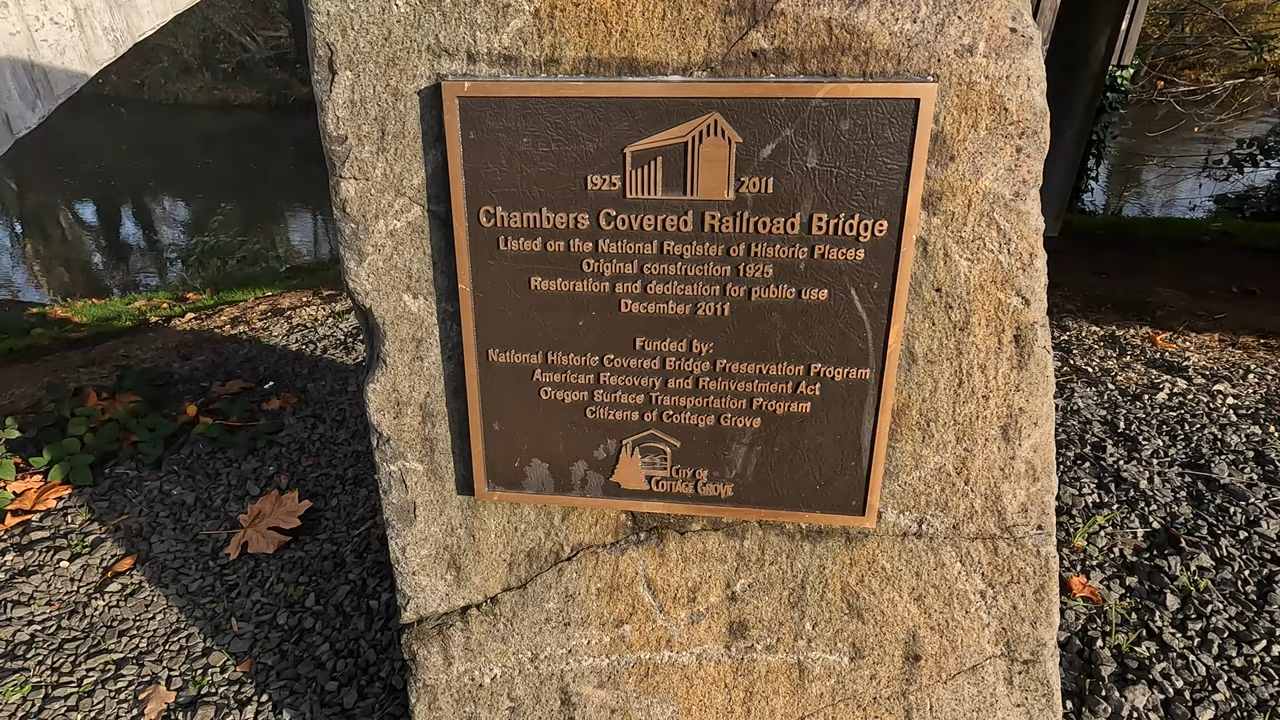 1925 2011
Chambers Covered Railroad Bridge
Listed on the National Register of Historic Places
Original construction 1925
Restoration and dedication for public use
December 2011
Funded by:
National Historic Covered Bridge Preservation Program
American Recovery and Reinvestment Act
Oregon Surface Transportation Program
Citizens of Cottage Grove
City of
Cottage Grove